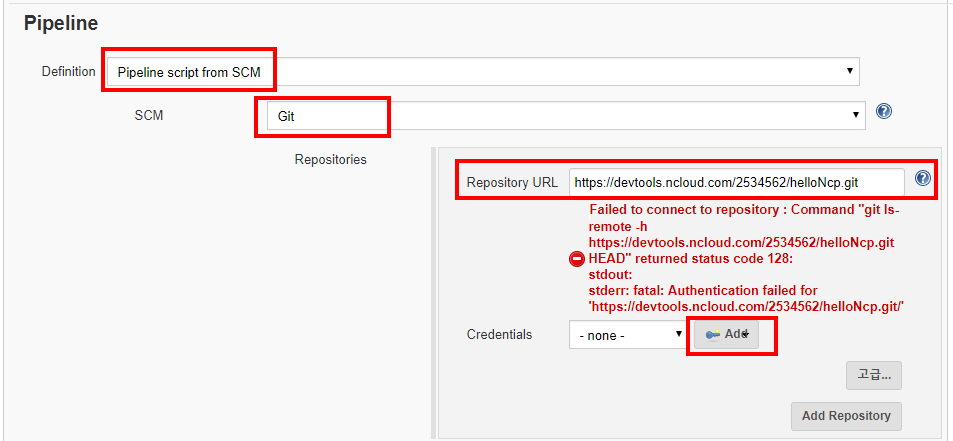 Pipeline
Definition Pipeline script from SCM
SCM Git
Repositories
Repository URL https://devtools.ncloud.com/2534562/helloNcp.git
Failed to connect to repository : Command "git ls-
remote -h
https://devtools.ncloud.com/2534562/helloNcp.git
HEAD" returned status code 128:
stdout:
stderr: fatal: Authentication failed for
'https://devtools.ncloud.com/2534562/helloNcp.git/'
Credentials - none - Add
고급...
Add Repository